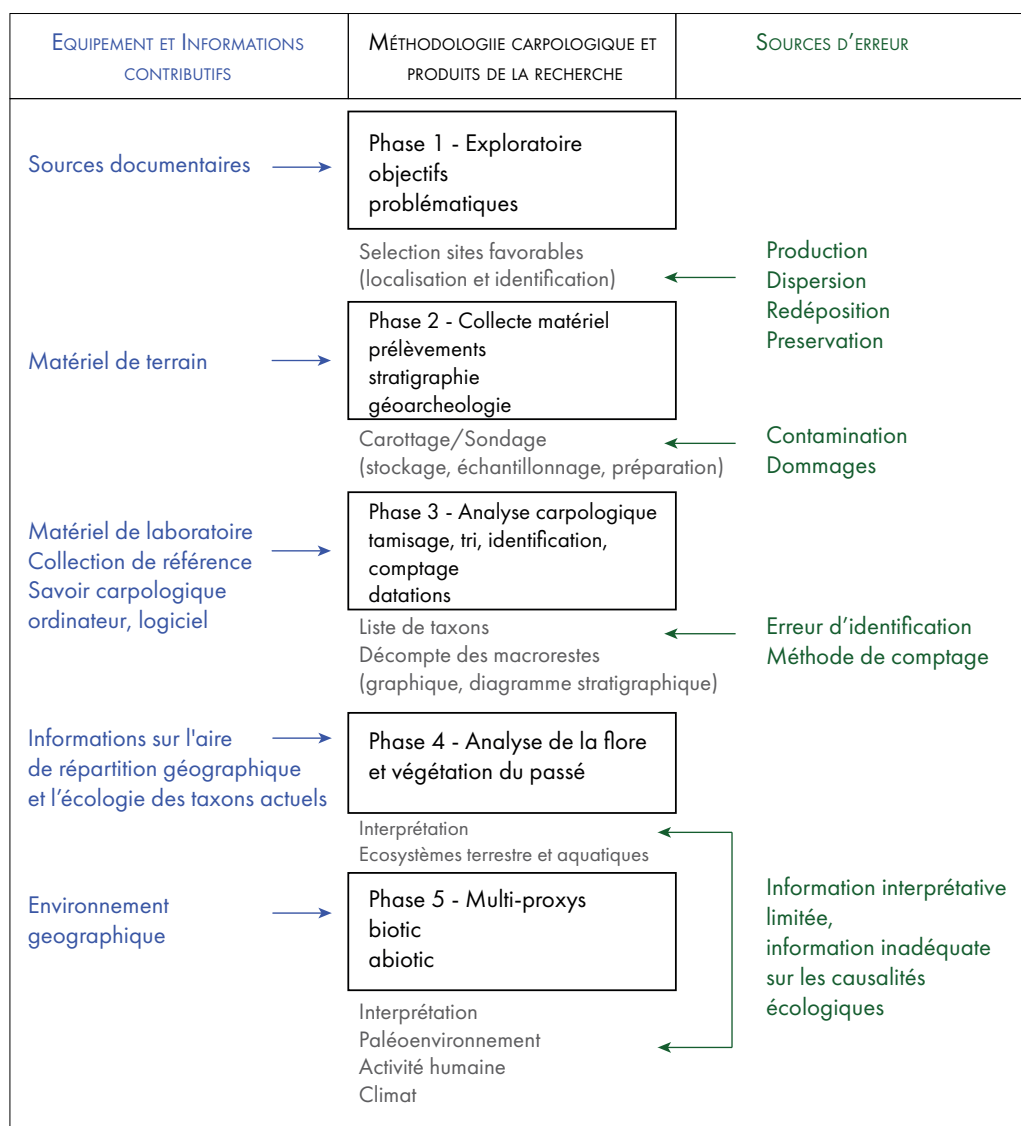 EQUIPEMENT ET INFORMATIONS
CONTRIBUTIFS
MÉTHODOLOGIIE CARPOLOGIQUE ET
PRODUITS DE LA RECHERCHE
SOURCES D'ERREUR
Sources documentaires
Phase 1 - Exploratoire
objectifs
problématiques
Selection sites favorables
(localisation et identification)
Production
Dispersion
Redéposition
Preservation
Matériel de terrain
Phase 2 - Collecte matériel
prélèvements
stratigraphie
géoarcheologie
Carottage/Sondage
(stockage, échantillonnage, préparation)
Contamination
Dommages
Matériel de laboratoire
Collection de référence
Savoir carpologique
ordinateur, logiciel
Phase 3 - Analyse carpologique
tamisage, tri, identification,
comptage
datations
Liste de taxons
Décompte des macrorestes
(graphique, diagramme stratigraphique)
Erreur d'identification
Méthode de comptage
Informations sur l'aire
de répartition géographique
et l'écologie des taxons actuels
Phase 4 - Analyse de la flore
et végétation du passé
Interprétation
Ecosystèmes terrestre et aquatiques
Environnement
geographique
Phase 5 - Multi-proxys
biotic
abiotic
Information interprétative
limitée,
information inadéquate
sur les causalités
écologiques
Interprétation
Paléoenvironnement
Activité humaine
Climat